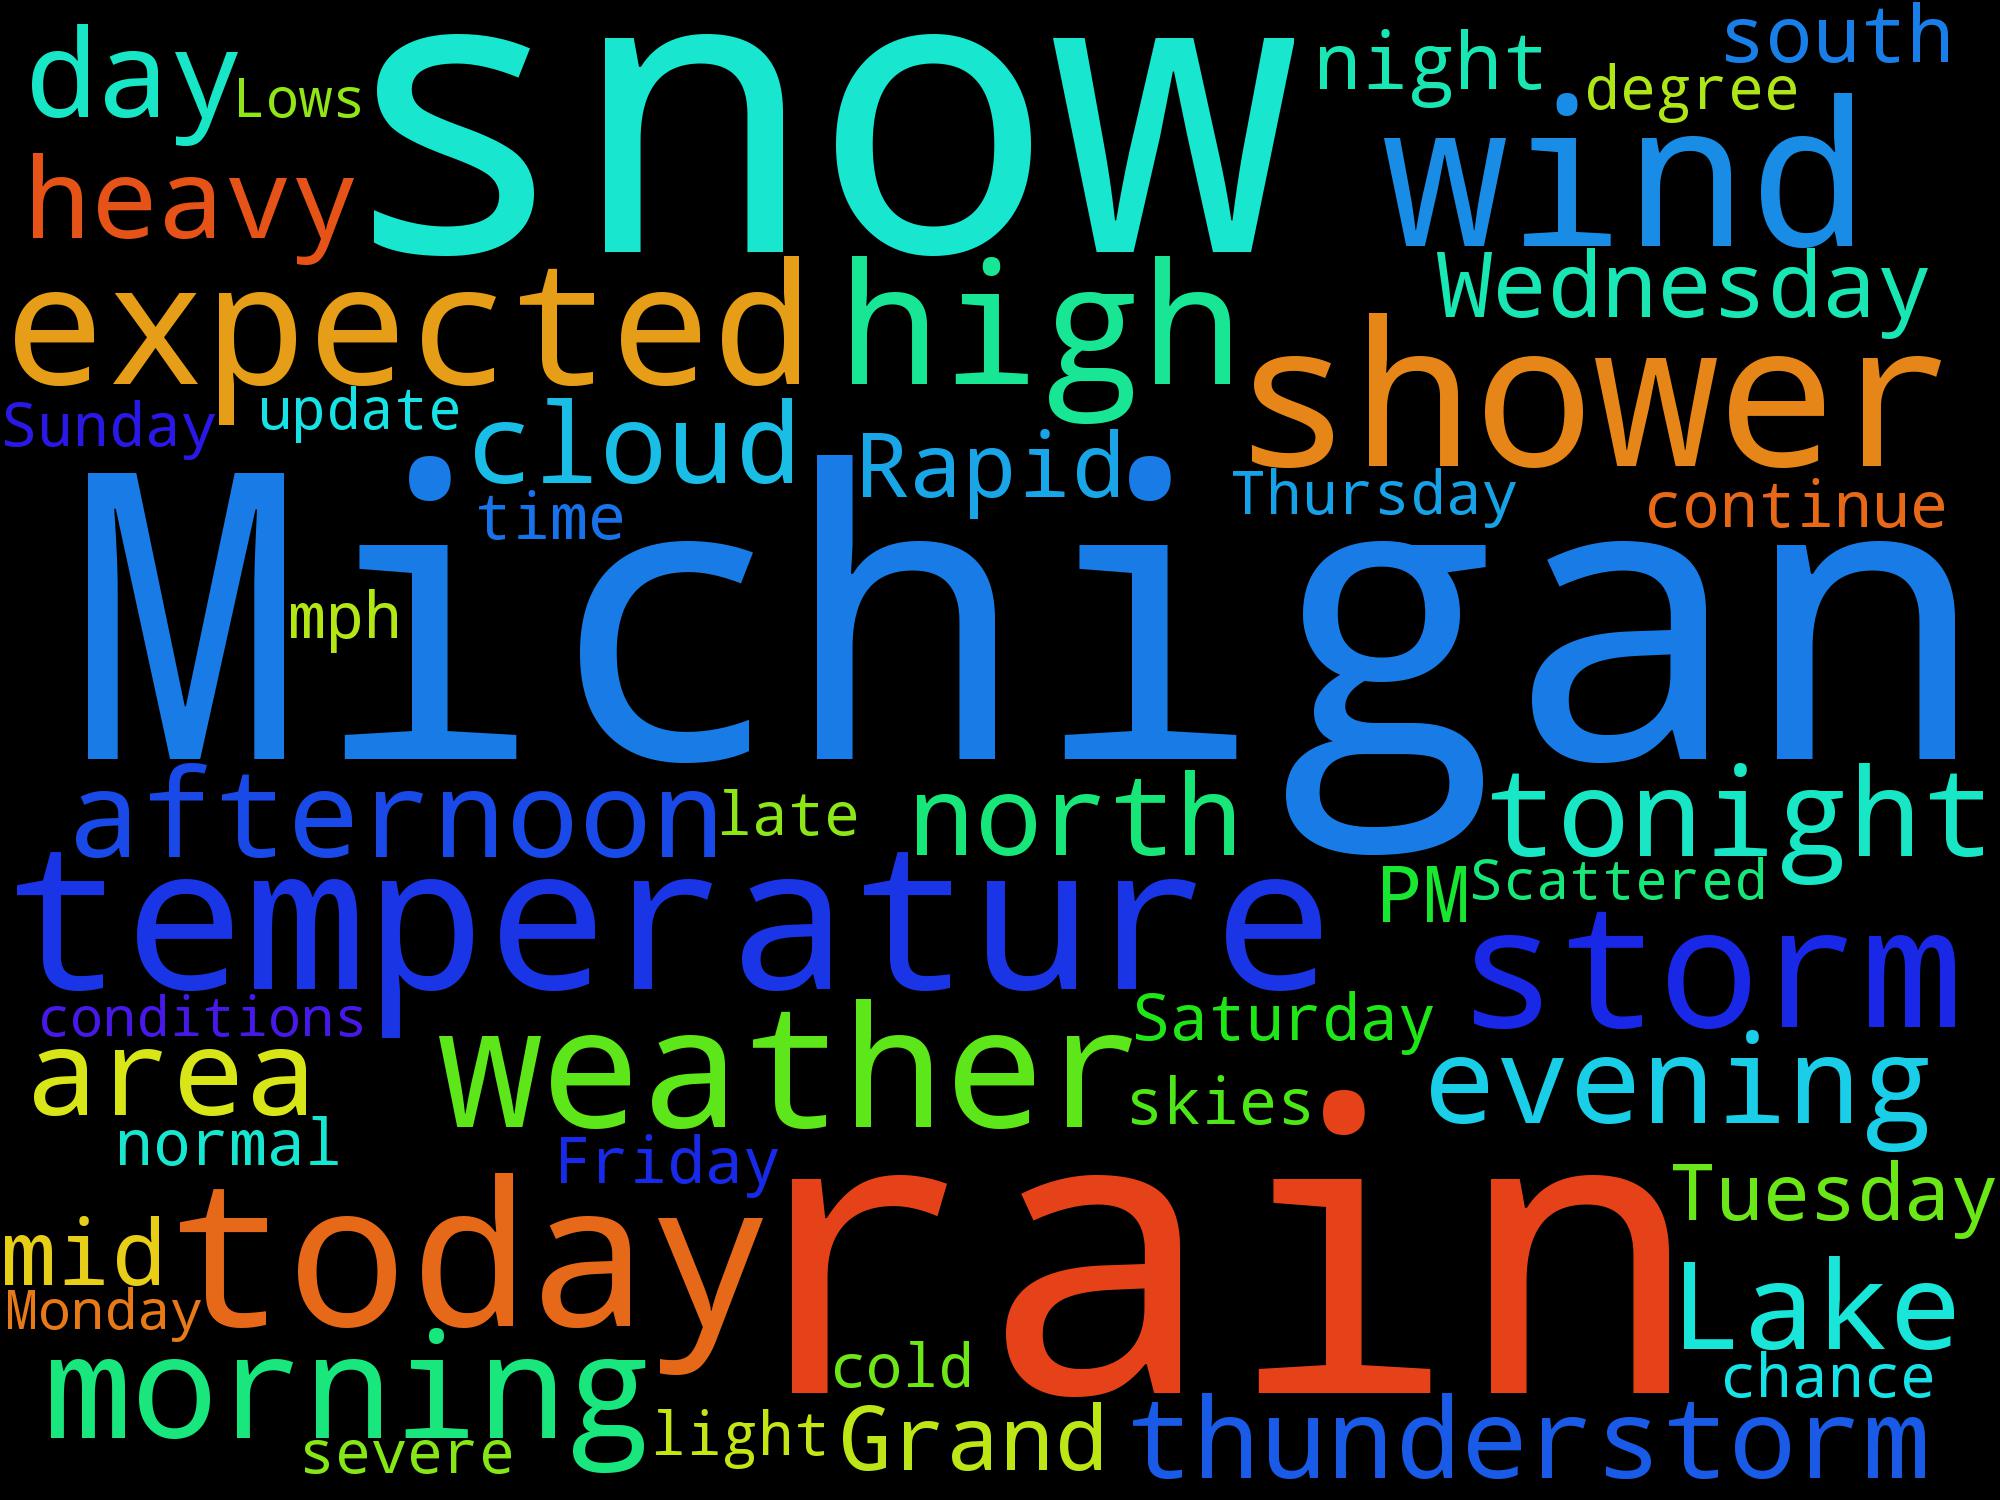 day Lows snow night degree south
heavy wind
expected high Wednesday
shower
Sunday update cloud Rapid
time Thursday continue
Michigan
mph
afternoon late north tonight
temperature PM Scattered
storm
conditions weather Saturday
area skies evening
normal Friday
today rain Tuesday
mid
Monday Lake
morning cold chance
severe light Grand thunderstorm